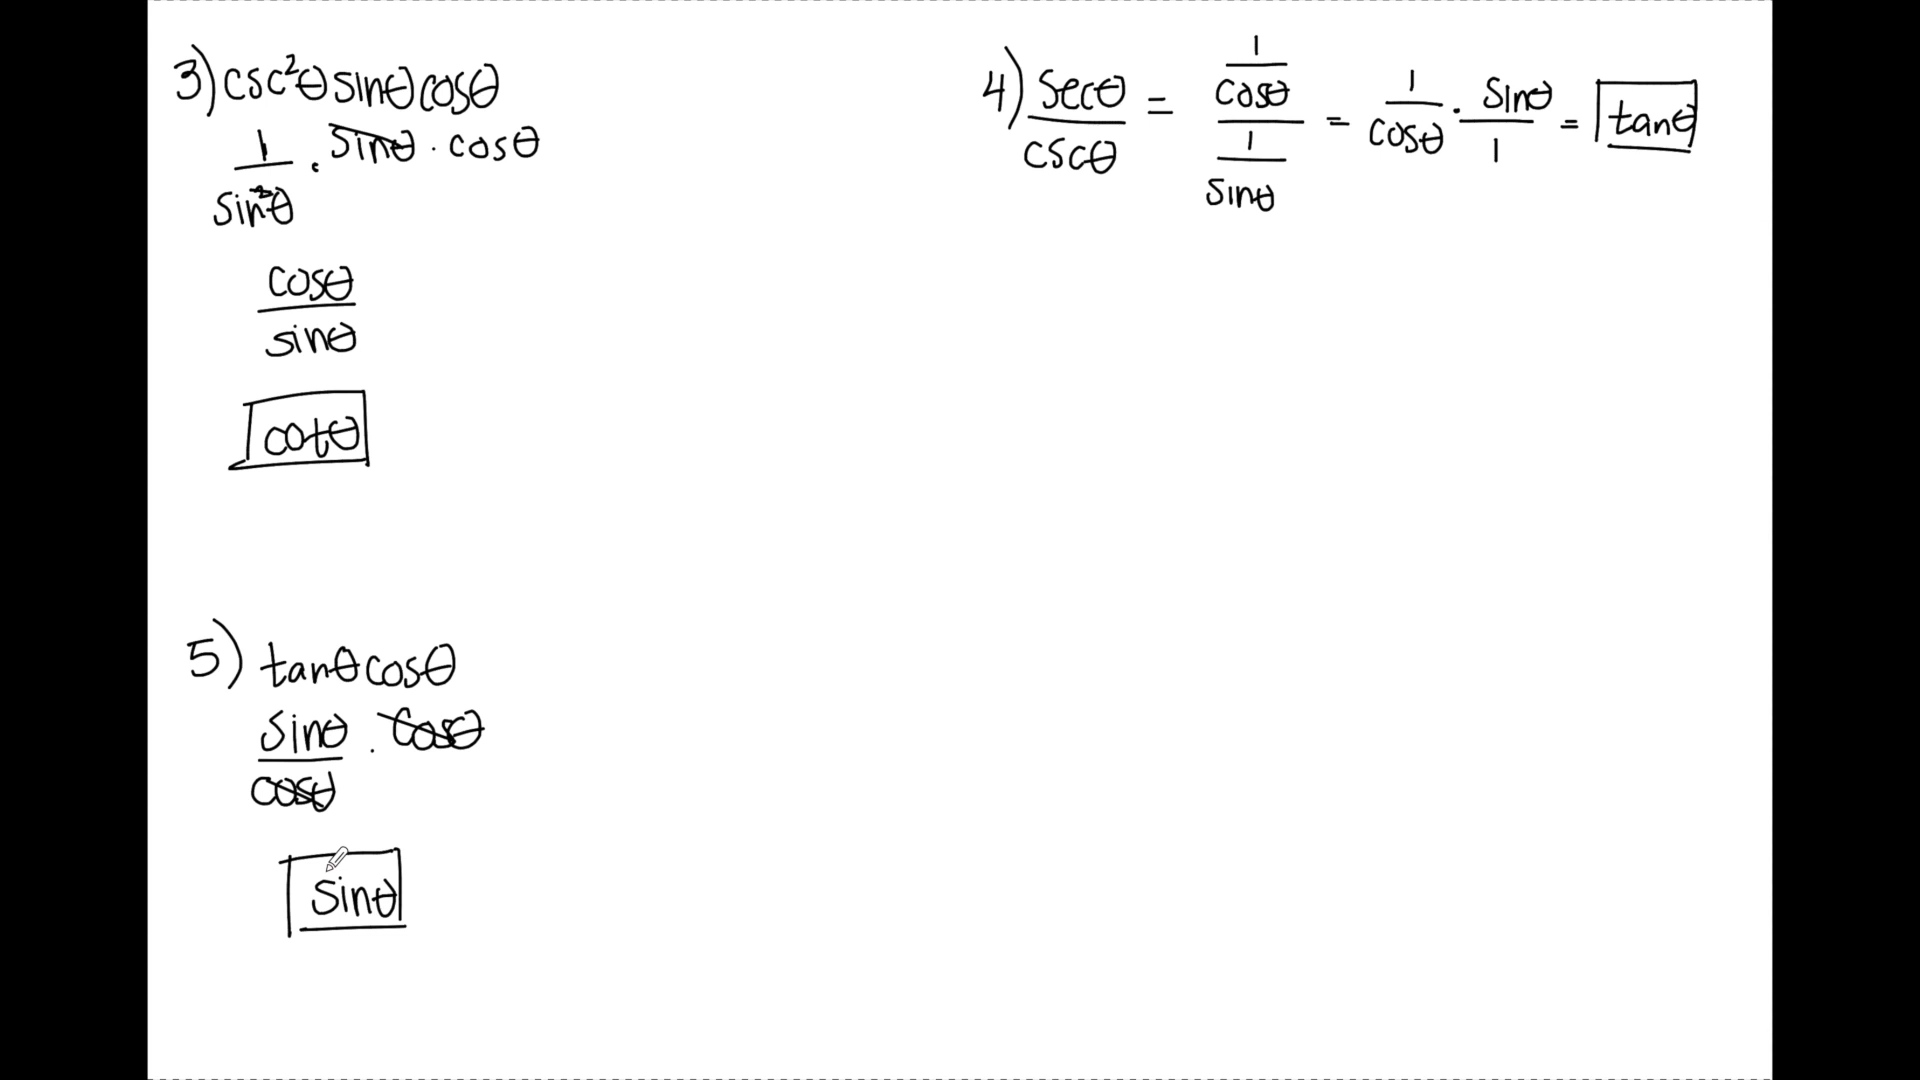 3) csc²θ sinθ cosθ
1/sin²θ · sinθ · cosθ
cosθ/sinθ
cotθ
4) secθ/cscθ = (1/cosθ)/(1/sinθ) = 1/cosθ · sinθ/1 = tanθ
5) tanθ cosθ
sinθ/cosθ · cosθ
sinθ